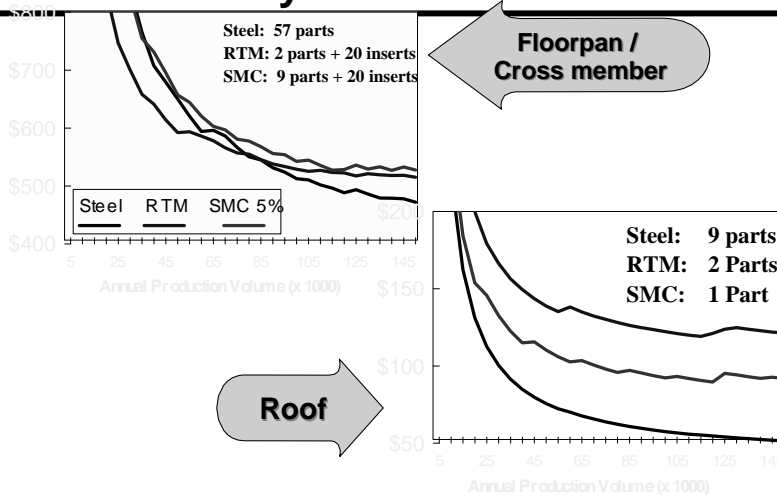 $800
Steel: 57 parts
RTM: 2 parts + 20 inserts
SMC: 9 parts + 20 inserts
Floorpan /
Cross member
$700
$600
$500
$400
Steel RTM SMC 5%
5 25 45 65 85 105 125 145
Annual Production Volume (x 1000)
$200
Steel: 9 parts
RTM: 2 Parts
SMC: 1 Part
$150
$100
$50
Roof
5 25 45 65 85 105 125
Annual Production Volume (x 1000)